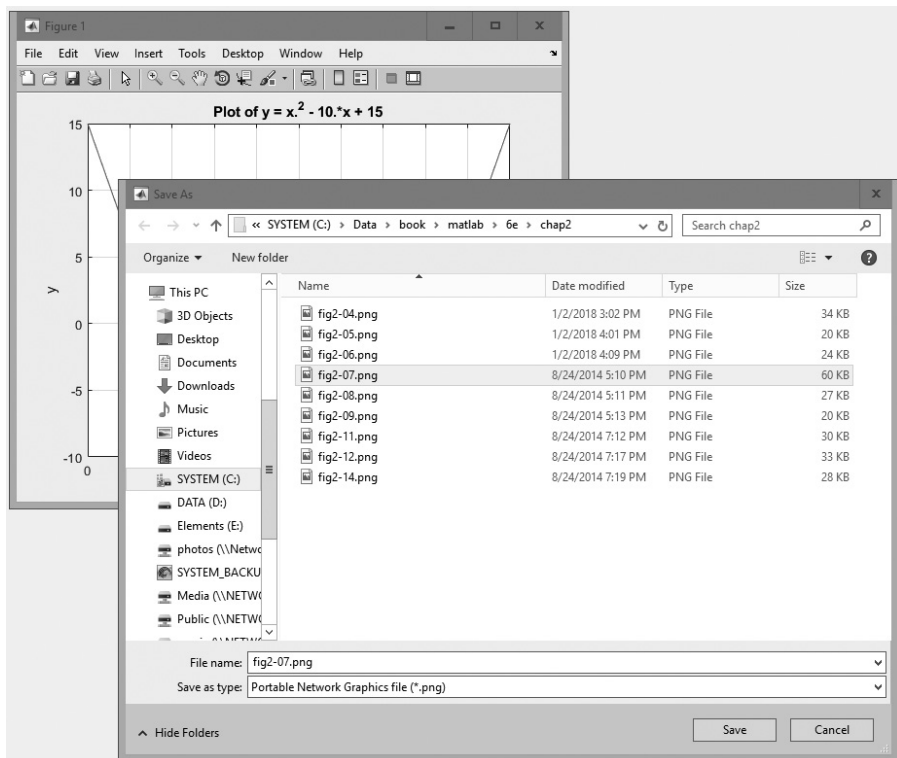 Figure 1
File Edit View Insert Tools Desktop Window Help
Plot of y = x.2 - 10.*x + 15
15
10
5
0
-5
-10
y
0
Save As
« SYSTEM (C:) › Data › book › matlab › 6e › chap2
Search chap2
Organize
New folder
This PC
3D Objects
Desktop
Documents
Downloads
Music
Pictures
Videos
SYSTEM (C:)
DATA (D:)
Elements (E:)
photos (\\Netwo
SYSTEM_BACKU
Media (\\NETW
Public (\\NETW
Name Date modified Type Size
fig2-04.png 1/2/2018 3:02 PM PNG File 34 KB
fig2-05.png 1/2/2018 4:01 PM PNG File 20 KB
fig2-06.png 1/2/2018 4:09 PM PNG File 24 KB
fig2-07.png 8/24/2014 5:10 PM PNG File 60 KB
fig2-08.png 8/24/2014 5:11 PM PNG File 27 KB
fig2-09.png 8/24/2014 5:13 PM PNG File 20 KB
fig2-11.png 8/24/2014 7:12 PM PNG File 30 KB
fig2-12.png 8/24/2014 7:17 PM PNG File 33 KB
fig2-14.png 8/24/2014 7:19 PM PNG File 28 KB
File name: fig2-07.png
Save as type: Portable Network Graphics file (*.png)
Hide Folders
Save
Cancel